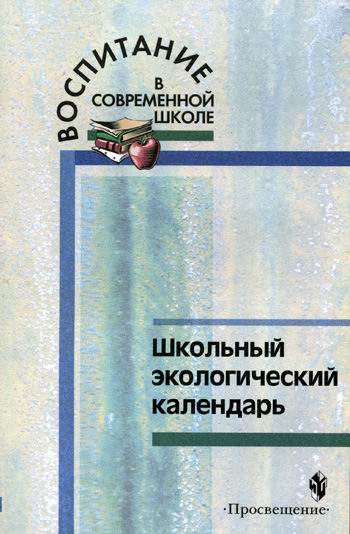 ВОСПИТАНИЕ
В
СОВРЕМЕННОЙ
ШКОЛЕ
Школьный
экологический
календарь
·Просвещение·